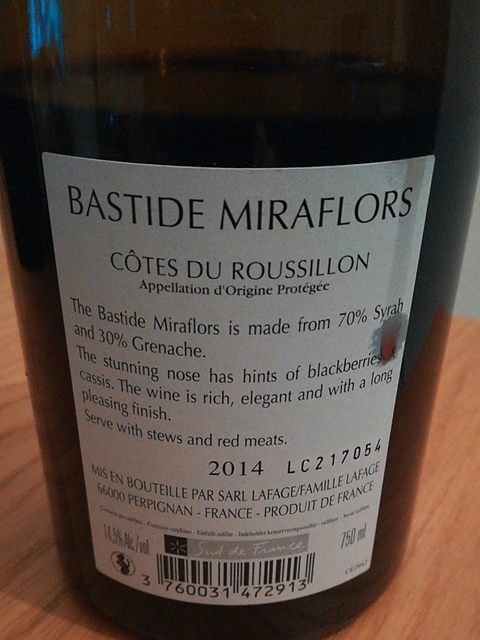 BASTIDE MIRAFLORS
CÔTES DU ROUSSILLON
Appellation d'Origine Protégée
The Bastide Miraflors is made from 70% Syrah
and 30% Grenache.
The stunning nose has hints of blackberries &
cassis. The wine is rich, elegant and with a long
pleasing finish.
Serve with stews and red meats.
2014 LC217054
MIS EN BOUTEILLE PAR SARL LAFAGE/FAMILLE LAFAGE
66000 PERPIGNAN - FRANCE - PRODUIT DE FRANCE
14.5% Alc./vol. Sud de France 750 ml
3 760031 472913